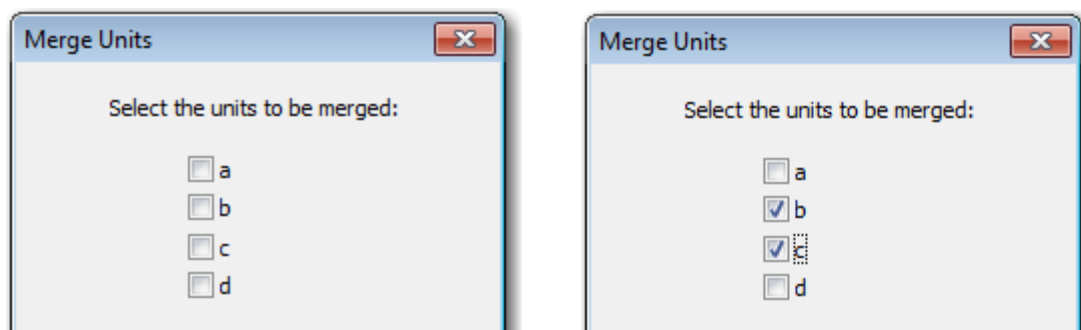 Merge Units
Select the units to be merged:
a
b
c
d
Merge Units
Select the units to be merged:
a
b
c
d